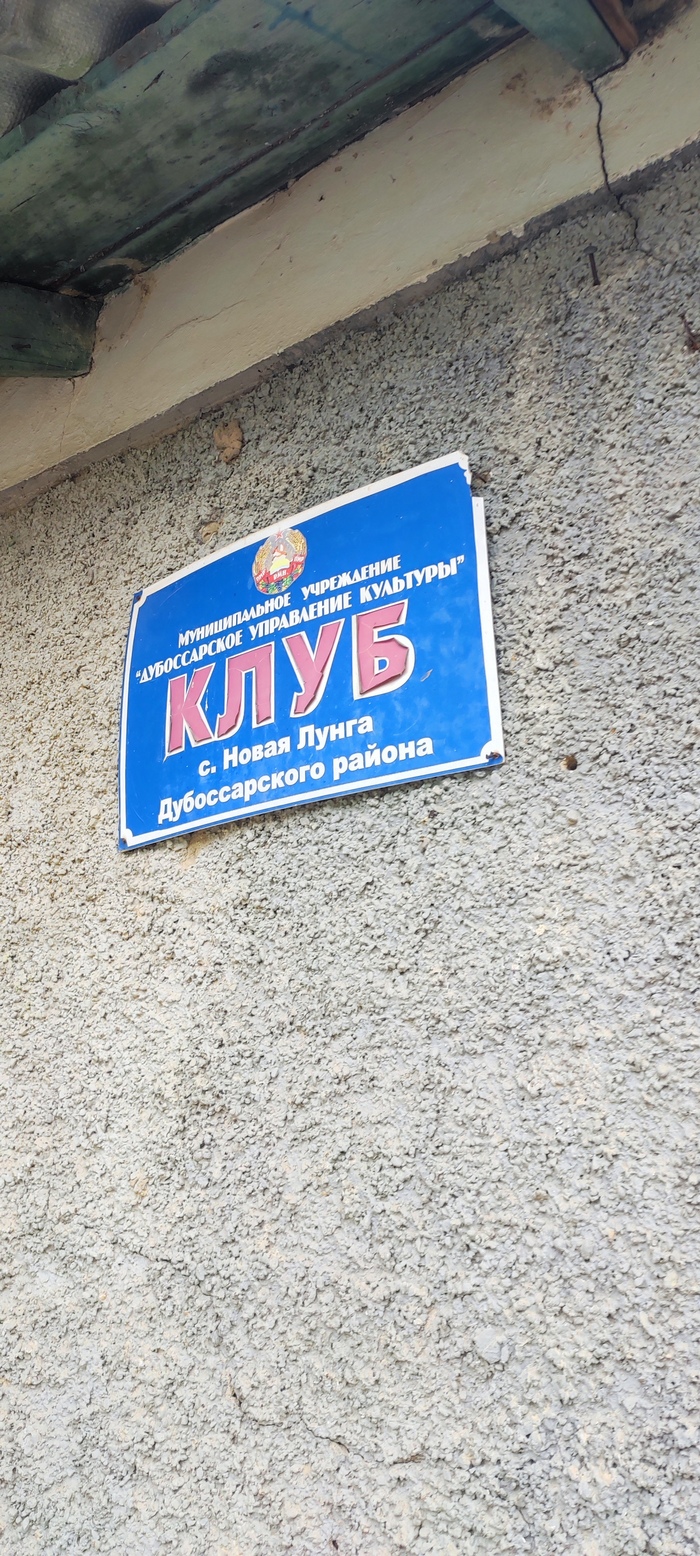 МУНИЦИПАЛЬНОЕ УЧРЕЖДЕНИЕ
"ДУБОССАРСКОЕ УПРАВЛЕНИЕ КУЛЬТУРЫ"
КЛУБ
с. Новая Лунга
Дубоссарского района